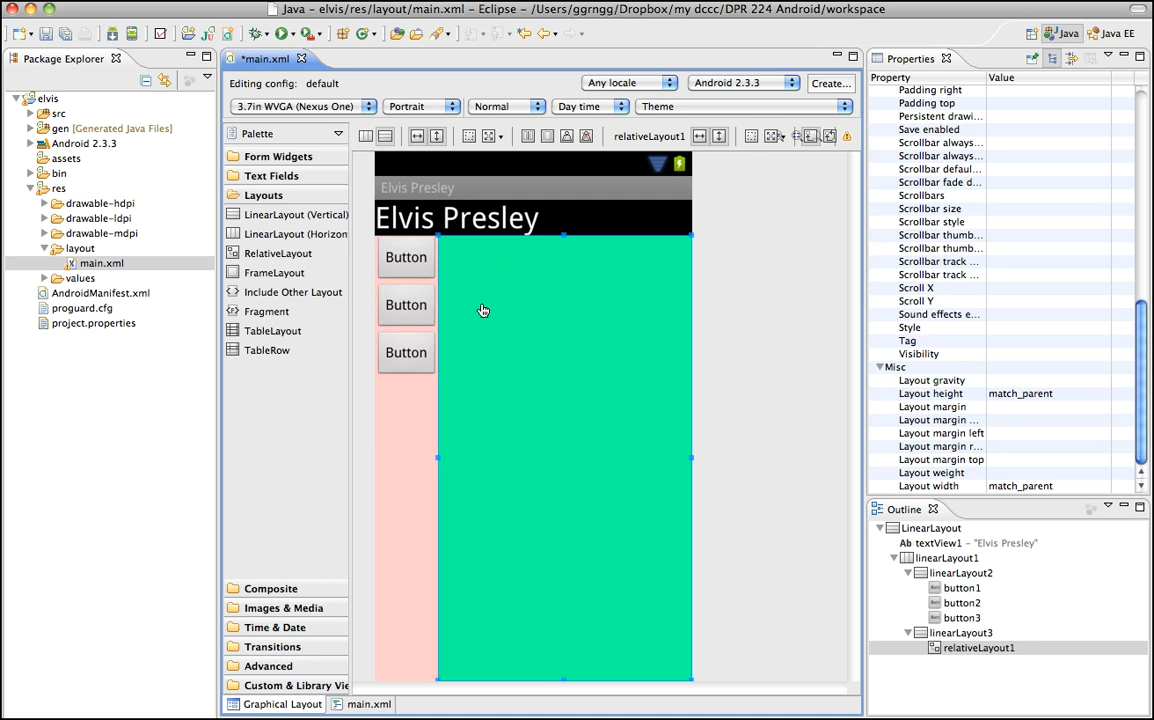 Java - elvis/res/layout/main.xml - Eclipse - /Users/ggrngg/Dropbox/my dccc/DPR 224 Android/workspace
Java
Java EE
Package Explorer
elvis
src
gen [Generated Java Files]
Android 2.3.3
assets
bin
res
drawable-hdpi
drawable-ldpi
drawable-mdpi
layout
main.xml
values
AndroidManifest.xml
proguard.cfg
project.properties
*main.xml
Editing config: default
Any locale
Android 2.3.3
Create...
3.7in WVGA (Nexus One)
Portrait
Normal
Day time
Theme
Palette
relativeLayout1
Form Widgets
Text Fields
Layouts
LinearLayout (Vertical)
LinearLayout (Horizon
RelativeLayout
FrameLayout
Include Other Layout
Fragment
TableLayout
TableRow
Composite
Images & Media
Time & Date
Transitions
Advanced
Custom & Library Vie
Elvis Presley
Elvis Presley
Button
Button
Button
Graphical Layout
main.xml
Properties
Property Value
Padding right
Padding top
Persistent drawi...
Save enabled
Scrollbar always...
Scrollbar always...
Scrollbar defaul...
Scrollbar fade d...
Scrollbars
Scrollbar size
Scrollbar style
Scrollbar thumb...
Scrollbar thumb...
Scrollbar track ...
Scrollbar track ...
Scroll X
Scroll Y
Sound effects e...
Style
Tag
Visibility
Misc
Layout gravity
Layout height match_parent
Layout margin
Layout margin ...
Layout margin left
Layout margin r...
Layout margin top
Layout weight
Layout width match_parent
Outline
LinearLayout
Ab textView1 - "Elvis Presley"
linearLayout1
linearLayout2
button1
button2
button3
linearLayout3
relativeLayout1